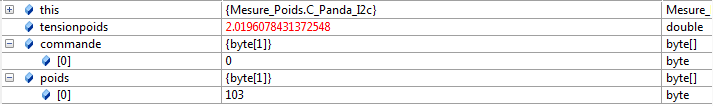 this {Mesure_Poids.C_Panda_I2c} Mesure_
tensionpoids 2.0196078431372548 double
commande {byte[1]} byte[]
[0] 0 byte
poids {byte[1]} byte[]
[0] 103 byte